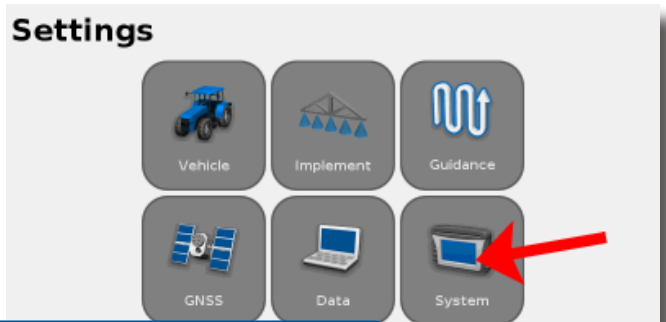 Settings
Vehicle
Implement
Guidance
GNSS
Data
System